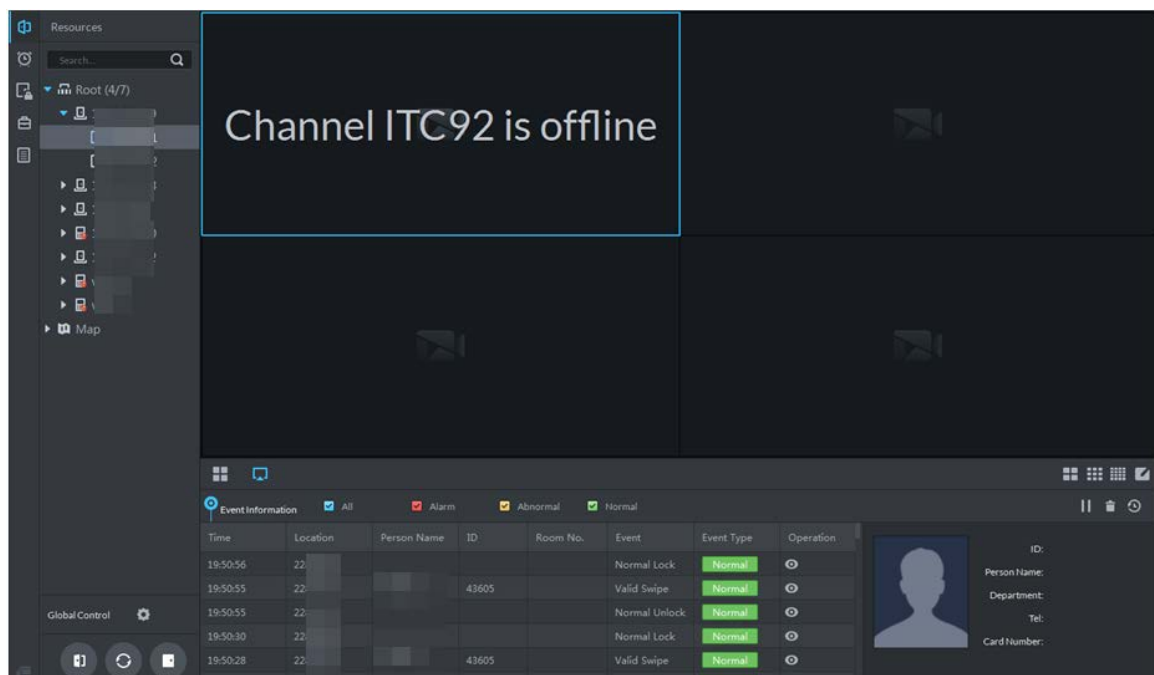 Resources
Search...
Root (4/7)
Map
Global Control
Channel ITC92 is offline
Event Information All Alarm Abnormal Normal
Time Location Person Name ID Room No. Event Event Type Operation
19:50:56 22 Normal Lock Normal
19:50:55 22 43605 Valid Swipe Normal
19:50:55 22 Normal Unlock Normal
19:50:30 22 Normal Lock Normal
19:50:28 22 43605 Valid Swipe Normal
ID:
Person Name:
Department:
Tel:
Card Number: